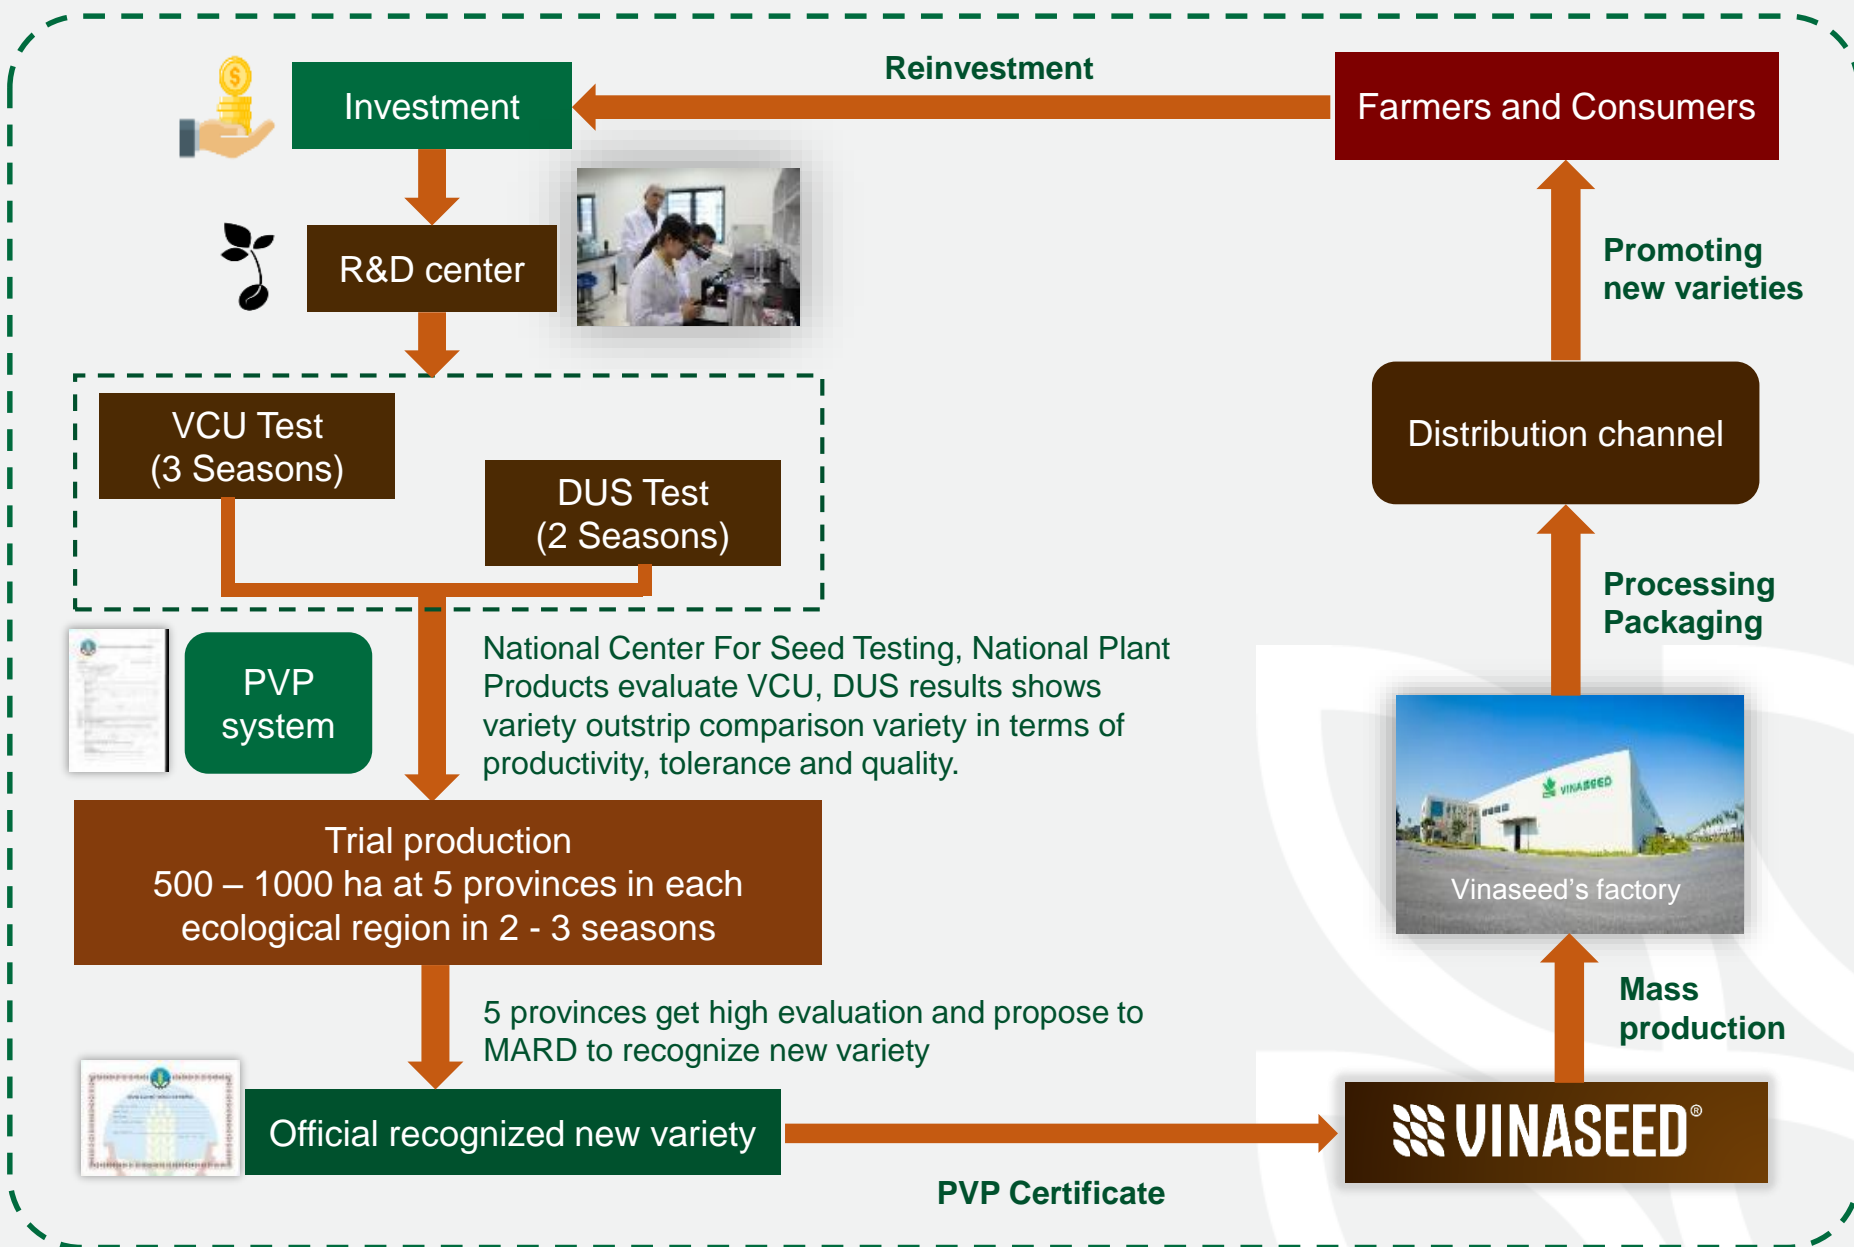 Investment
Reinvestment
Farmers and Consumers
R&D center
Promoting
new varieties
VCU Test
(3 Seasons)
DUS Test
(2 Seasons)
Distribution channel
PVP
system
National Center For Seed Testing, National Plant
Products evaluate VCU, DUS results shows
variety outstrip comparison variety in terms of
productivity, tolerance and quality.
Processing
Packaging
VINASEED
Vinaseed's factory
Trial production
500 – 1000 ha at 5 provinces in each
ecological region in 2 - 3 seasons
5 provinces get high evaluation and propose to
MARD to recognize new variety
Mass
production
Official recognized new variety
PVP Certificate
VINASEED®